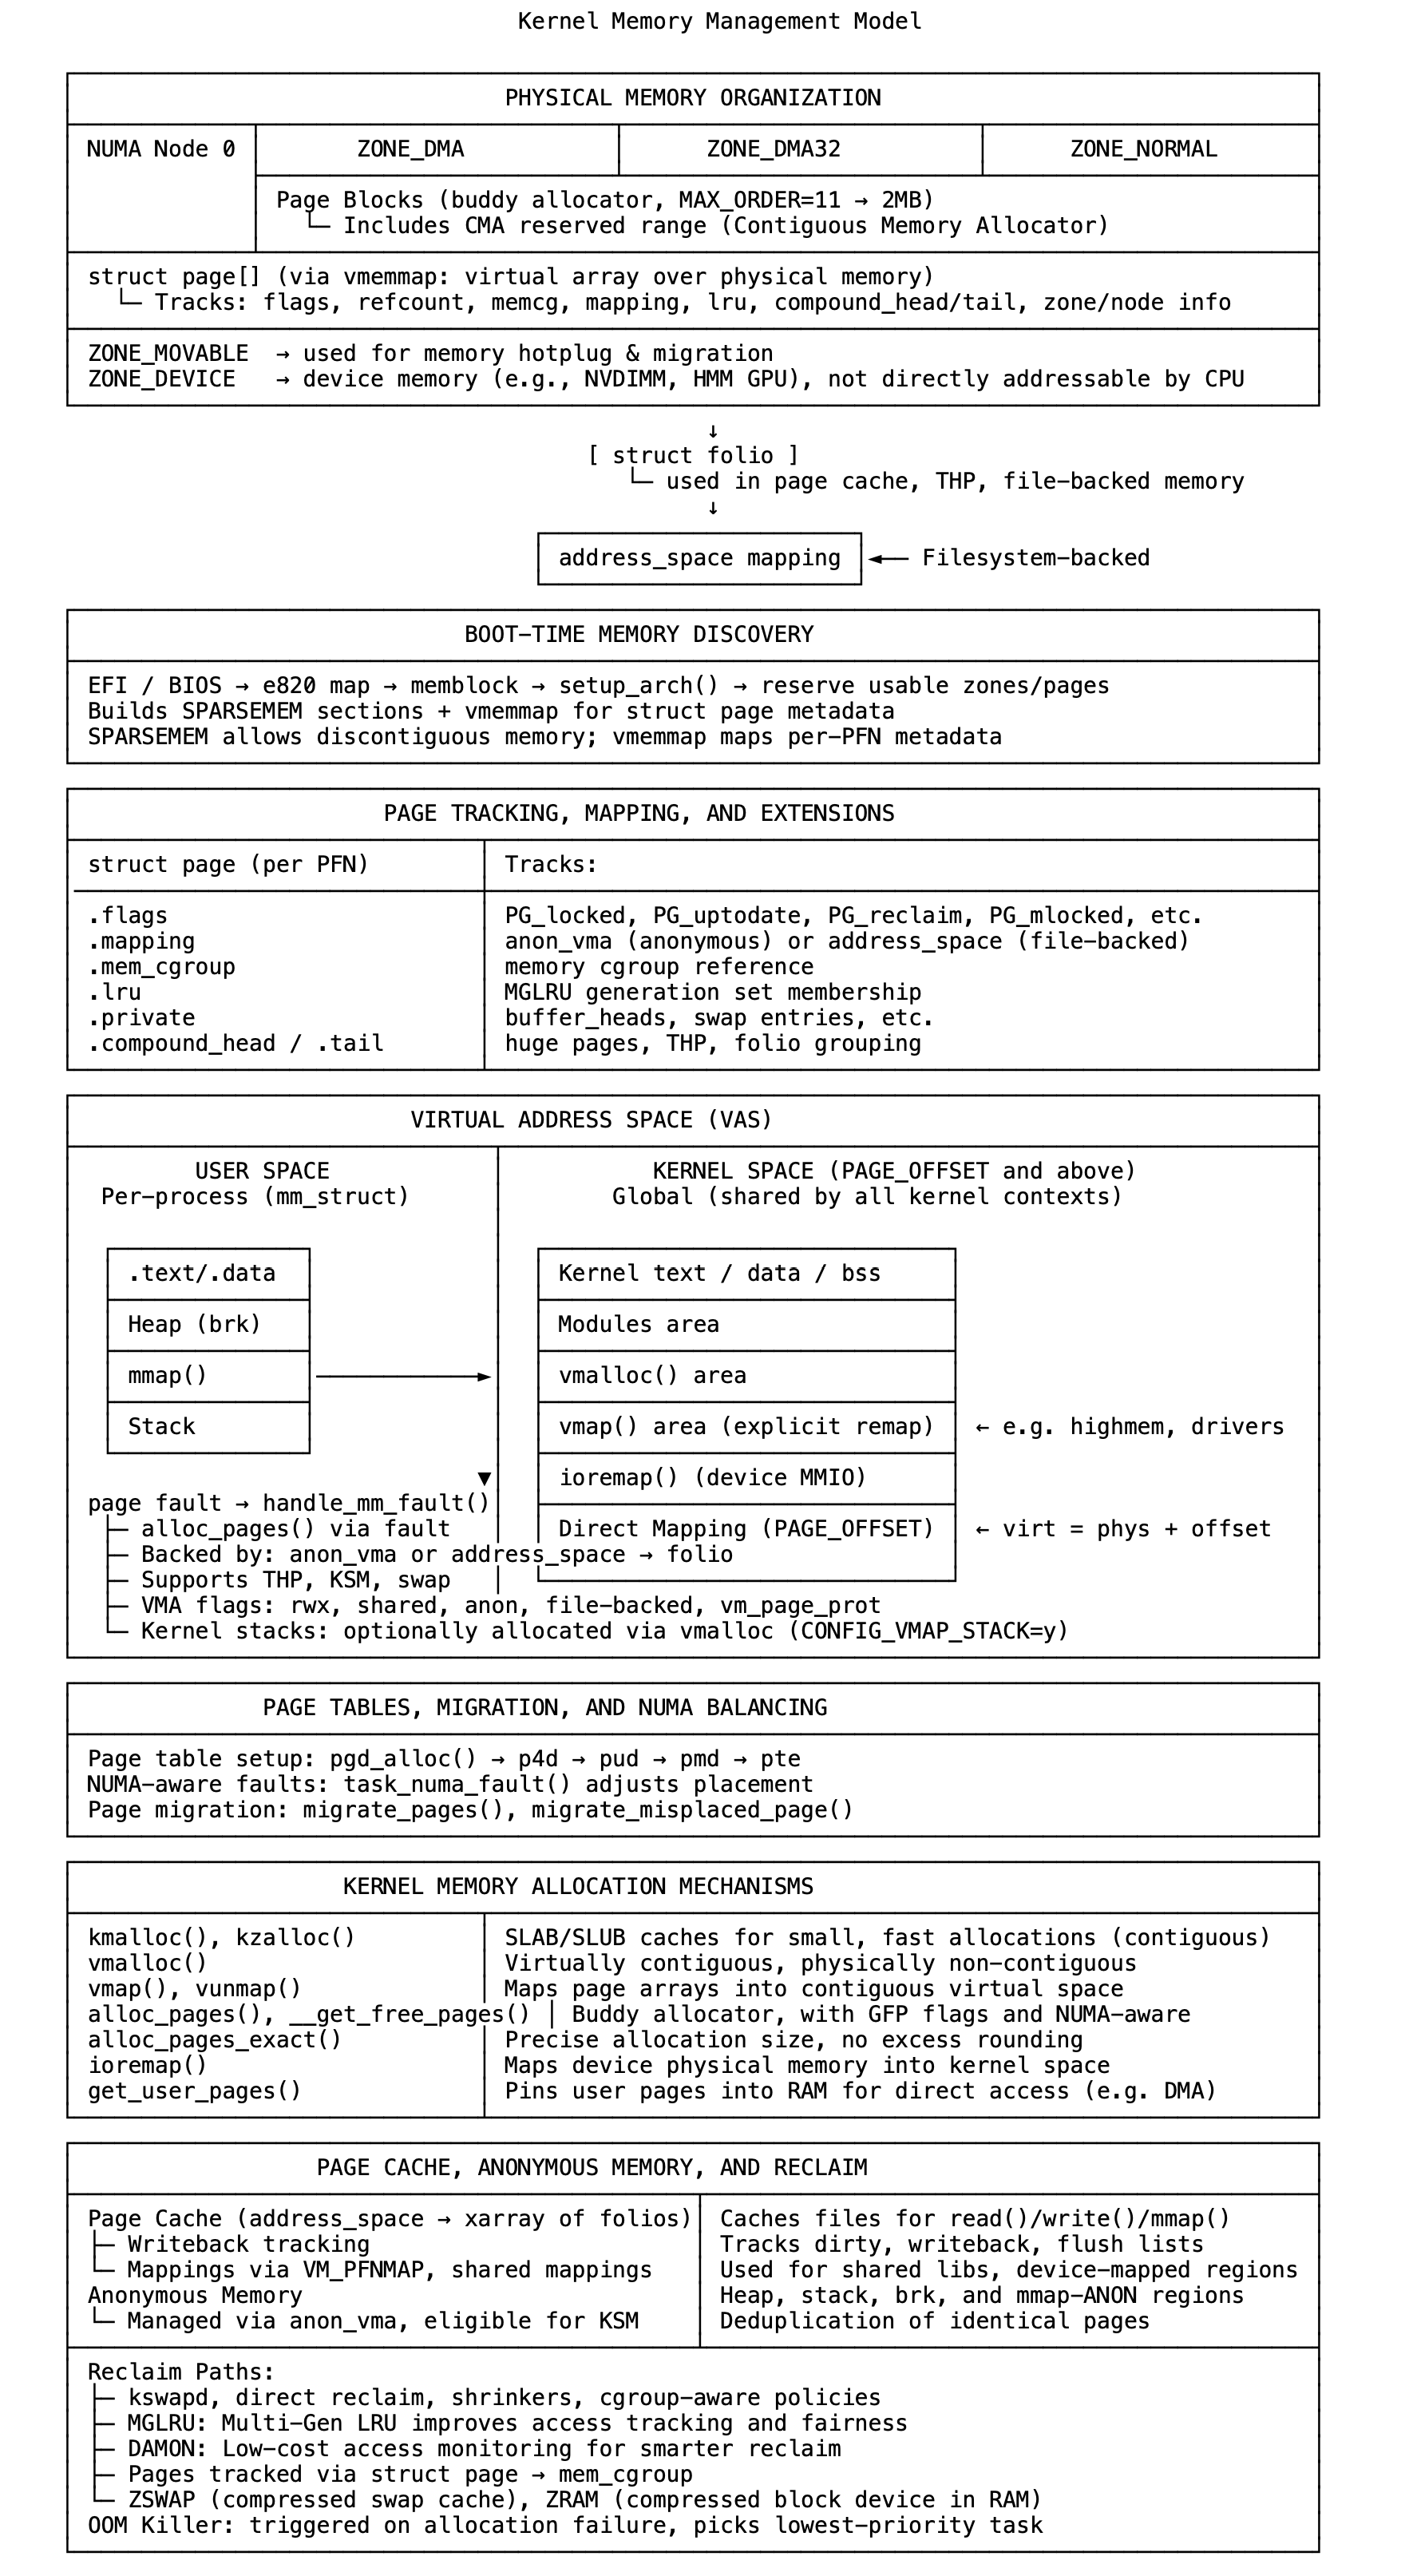 Kernel Memory Management Model
PHYSICAL MEMORY ORGANIZATION
NUMA Node 0 ZONE_DMA ZONE_DMA32 ZONE_NORMAL
Page Blocks (buddy allocator, MAX_ORDER=11 → 2MB)
└─ Includes CMA reserved range (Contiguous Memory Allocator)
struct page[] (via vmemmap: virtual array over physical memory)
└─ Tracks: flags, refcount, memcg, mapping, lru, compound_head/tail, zone/node info
ZONE_MOVABLE → used for memory hotplug & migration
ZONE_DEVICE → device memory (e.g., NVDIMM, HMM GPU), not directly addressable by CPU
↓
[ struct folio ]
└─ used in page cache, THP, file-backed memory
↓
address_space mapping ◄── Filesystem-backed
BOOT-TIME MEMORY DISCOVERY
EFI / BIOS → e820 map → memblock → setup_arch() → reserve usable zones/pages
Builds SPARSEMEM sections + vmemmap for struct page metadata
SPARSEMEM allows discontiguous memory; vmemmap maps per-PFN metadata
PAGE TRACKING, MAPPING, AND EXTENSIONS
struct page (per PFN) Tracks:
.flags PG_locked, PG_uptodate, PG_reclaim, PG_mlocked, etc.
.mapping anon_vma (anonymous) or address_space (file-backed)
.mem_cgroup memory cgroup reference
.lru MGLRU generation set membership
.private buffer_heads, swap entries, etc.
.compound_head / .tail huge pages, THP, folio grouping
VIRTUAL ADDRESS SPACE (VAS)
USER SPACE KERNEL SPACE (PAGE_OFFSET and above)
Per-process (mm_struct) Global (shared by all kernel contexts)
.text/.data Kernel text / data / bss
Heap (brk) Modules area
mmap() vmalloc() area
Stack vmap() area (explicit remap) ← e.g. highmem, drivers
▼ ioremap() (device MMIO)
page fault → handle_mm_fault()
├─ alloc_pages() via fault Direct Mapping (PAGE_OFFSET) ← virt = phys + offset
├─ Backed by: anon_vma or address_space → folio
├─ Supports THP, KSM, swap
├─ VMA flags: rwx, shared, anon, file-backed, vm_page_prot
└─ Kernel stacks: optionally allocated via vmalloc (CONFIG_VMAP_STACK=y)
PAGE TABLES, MIGRATION, AND NUMA BALANCING
Page table setup: pgd_alloc() → p4d → pud → pmd → pte
NUMA-aware faults: task_numa_fault() adjusts placement
Page migration: migrate_pages(), migrate_misplaced_page()
KERNEL MEMORY ALLOCATION MECHANISMS
kmalloc(), kzalloc() SLAB/SLUB caches for small, fast allocations (contiguous)
vmalloc() Virtually contiguous, physically non-contiguous
vmap(), vunmap() Maps page arrays into contiguous virtual space
alloc_pages(), __get_free_pages() │ Buddy allocator, with GFP flags and NUMA-aware
alloc_pages_exact() Precise allocation size, no excess rounding
ioremap() Maps device physical memory into kernel space
get_user_pages() Pins user pages into RAM for direct access (e.g. DMA)
PAGE CACHE, ANONYMOUS MEMORY, AND RECLAIM
Page Cache (address_space → xarray of folios) Caches files for read()/write()/mmap()
├─ Writeback tracking Tracks dirty, writeback, flush lists
└─ Mappings via VM_PFNMAP, shared mappings Used for shared libs, device-mapped regions
Anonymous Memory Heap, stack, brk, and mmap-ANON regions
└─ Managed via anon_vma, eligible for KSM Deduplication of identical pages
Reclaim Paths:
├─ kswapd, direct reclaim, shrinkers, cgroup-aware policies
├─ MGLRU: Multi-Gen LRU improves access tracking and fairness
├─ DAMON: Low-cost access monitoring for smarter reclaim
├─ Pages tracked via struct page → mem_cgroup
└─ ZSWAP (compressed swap cache), ZRAM (compressed block device in RAM)
OOM Killer: triggered on allocation failure, picks lowest-priority task